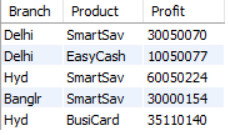 Branch Product Profit
Delhi SmartSav 30050070
Delhi EasyCash 10050077
Hyd SmartSav 60050224
Banglr SmartSav 30000154
Hyd BusiCard 35110140